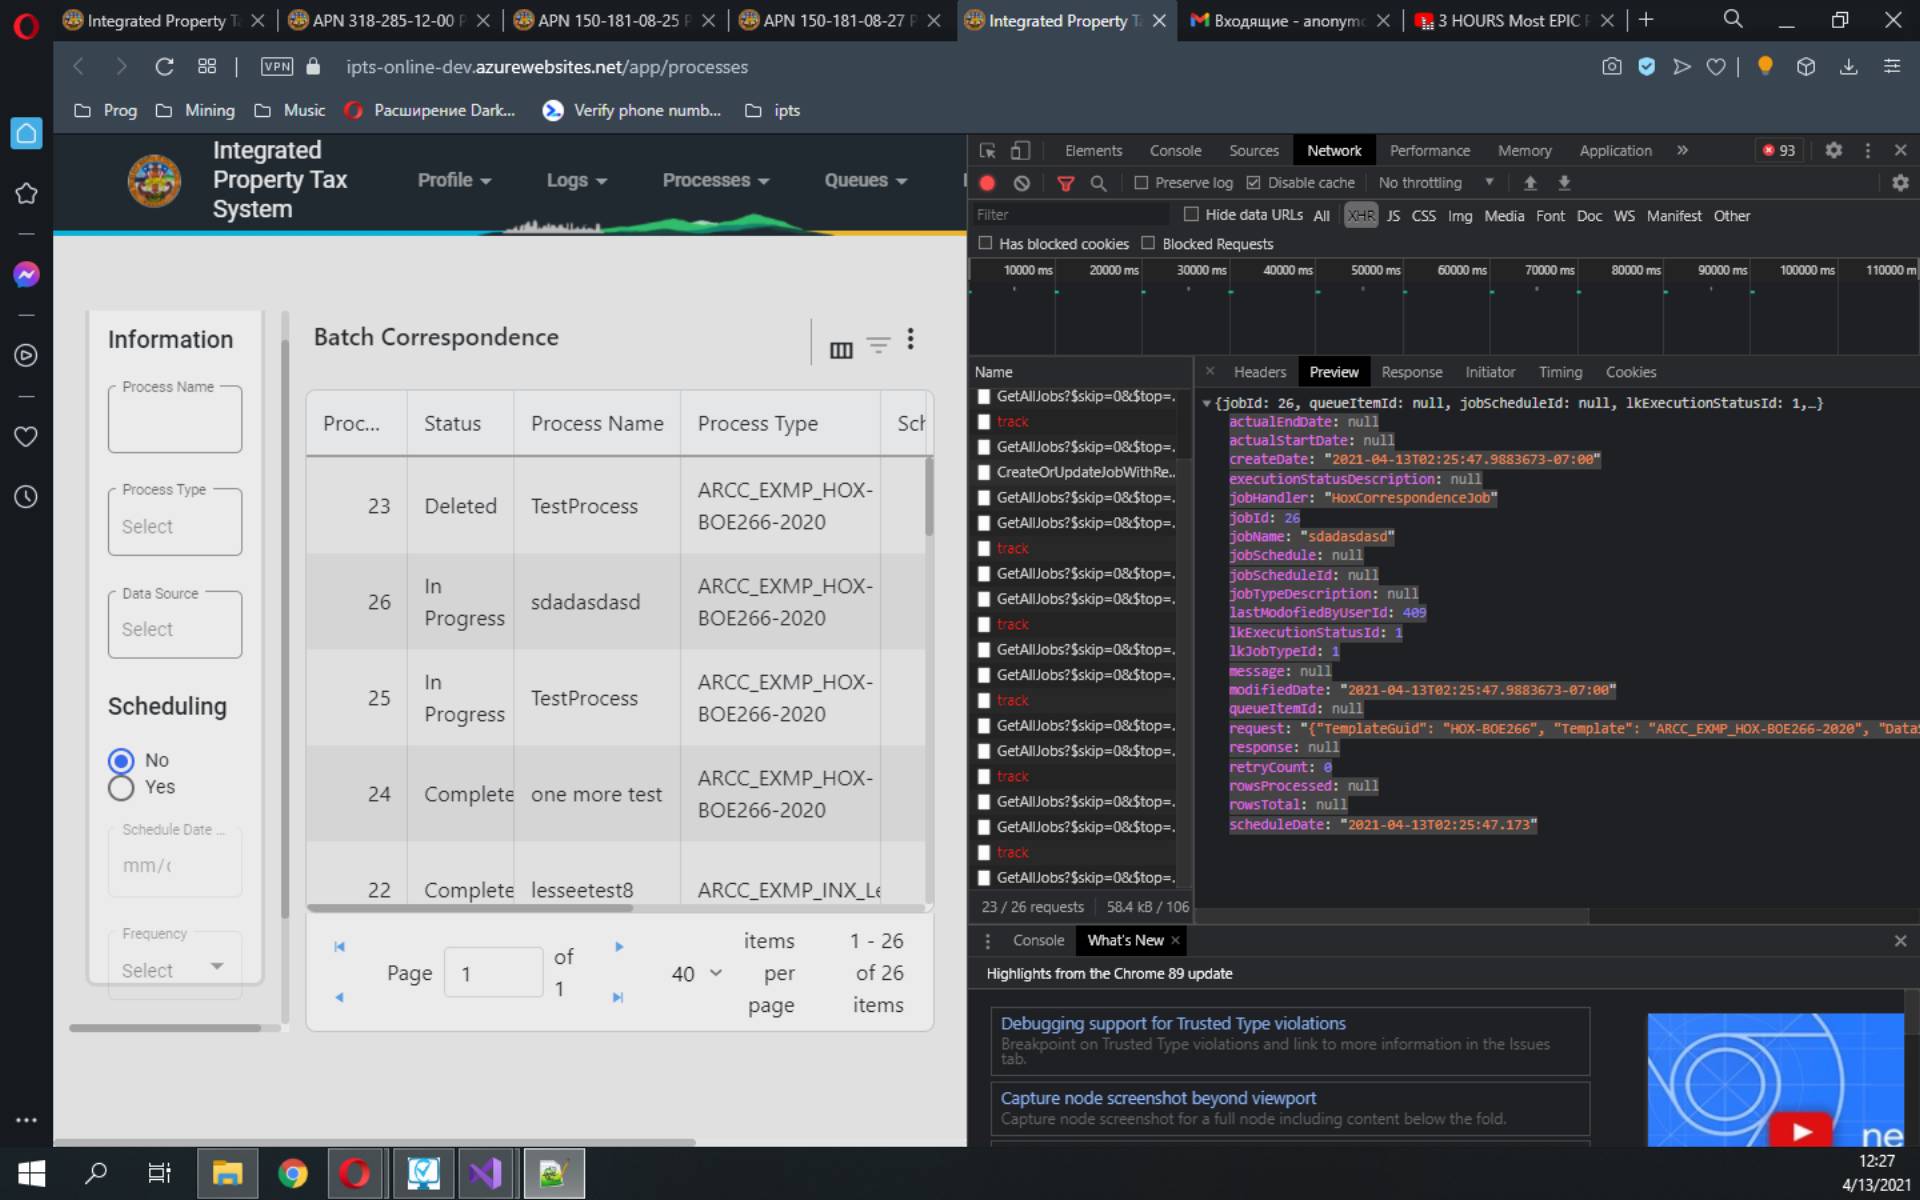 Integrated Property T
APN 318-285-12-00 P
APN 150-181-08-25 P
APN 150-181-08-27 P
Integrated Property T
Входящие - anonym
3 HOURS Most EPIC
VPN
ipts-online-dev.azurewebsites.net/app/processes
Prog
Mining
Music
Расширение Dark...
Verify phone numb...
ipts
Integrated Property Tax System
Profile
Logs
Processes
Queues
Information
Process Name
Process Type
Select
Data Source
Select
Scheduling
No
Yes
Schedule Date ...
mm/
Frequency
Select
Batch Correspondence
Proc... Status Process Name Process Type Sch
23 Deleted TestProcess ARCC_EXMP_HOX-BOE266-2020
26 In Progress sdadasdasd ARCC_EXMP_HOX-BOE266-2020
25 In Progress TestProcess ARCC_EXMP_HOX-BOE266-2020
24 Complete one more test ARCC_EXMP_HOX-BOE266-2020
22 Complete lesseetest8 ARCC_EXMP_INX_Le
Page 1 of 1
40 items per page
1 - 26 of 26 items
Elements Console Sources Network Performance Memory Application 93
Preserve log Disable cache No throttling
Filter Hide data URLs All XHR JS CSS Img Media Font Doc WS Manifest Other
Has blocked cookies Blocked Requests
10000 ms 20000 ms 30000 ms 40000 ms 50000 ms 60000 ms 70000 ms 80000 ms 90000 ms 100000 ms 110000 m
Name
GetAllJobs?$skip=0&$top=.
track
GetAllJobs?$skip=0&$top=.
CreateOrUpdateJobWithRe..
GetAllJobs?$skip=0&$top=.
GetAllJobs?$skip=0&$top=.
track
GetAllJobs?$skip=0&$top=.
GetAllJobs?$skip=0&$top=.
track
GetAllJobs?$skip=0&$top=.
GetAllJobs?$skip=0&$top=.
track
GetAllJobs?$skip=0&$top=.
GetAllJobs?$skip=0&$top=.
track
GetAllJobs?$skip=0&$top=.
GetAllJobs?$skip=0&$top=.
track
GetAllJobs?$skip=0&$top=.
23 / 26 requests 58.4 kB / 106
Headers Preview Response Initiator Timing Cookies
{jobId: 26, queueItemId: null, jobScheduleId: null, lkExecutionStatusId: 1,…}
actualEndDate: null
actualStartDate: null
createDate: "2021-04-13T02:25:47.9883673-07:00"
executionStatusDescription: null
jobHandler: "HoxCorrespondenceJob"
jobId: 26
jobName: "sdadasdasd"
jobSchedule: null
jobScheduleId: null
jobTypeDescription: null
lastModofiedByUserId: 409
lkExecutionStatusId: 1
lkJobTypeId: 1
message: null
modifiedDate: "2021-04-13T02:25:47.9883673-07:00"
queueItemId: null
request: "{"TemplateGuid": "HOX-BOE266", "Template": "ARCC_EXMP_HOX-BOE266-2020", "Data
response: null
retryCount: 0
rowsProcessed: null
rowsTotal: null
scheduleDate: "2021-04-13T02:25:47.173"
Console What's New
Highlights from the Chrome 89 update
Debugging support for Trusted Type violations
Breakpoint on Trusted Type violations and link to more information in the Issues tab.
Capture node screenshot beyond viewport
Capture node screenshot for a full node including content below the fold.
ne
12:27
4/13/2021